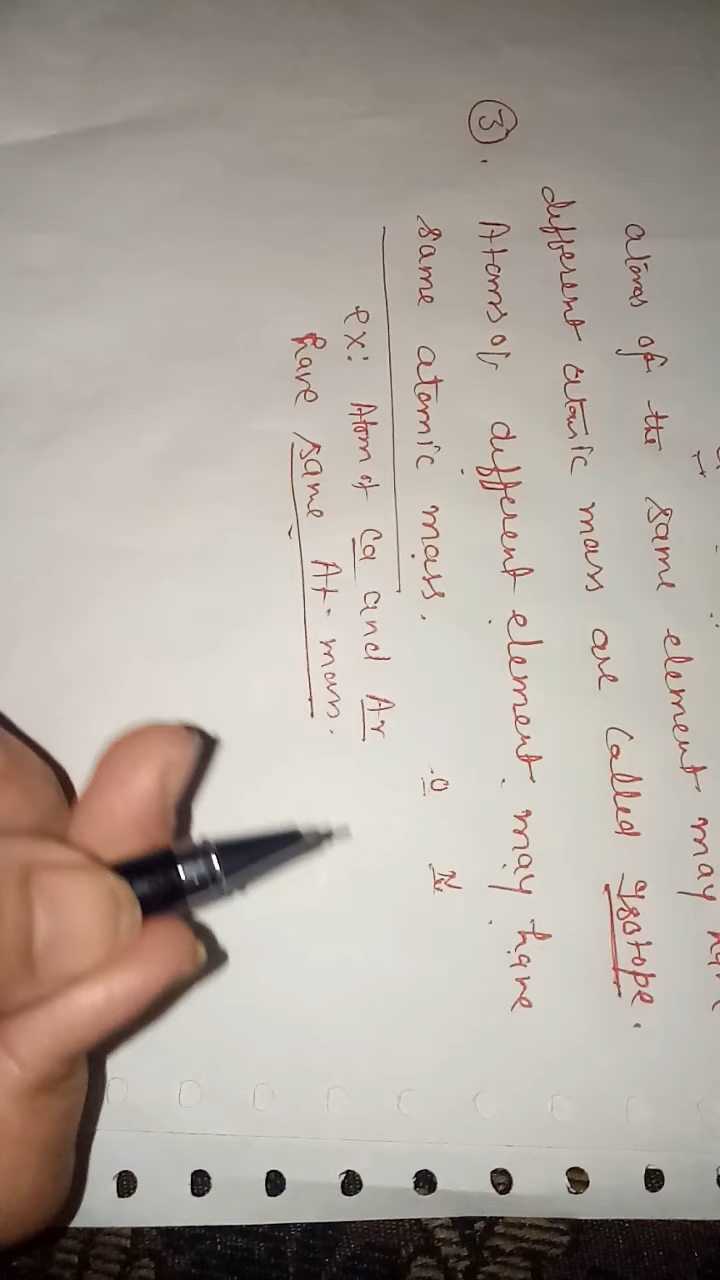 atoms of the same element may have
different atomic mass are called Isotope.
③. Atoms of different element may have
same atomic mass.
O N
ex: Atom of Ca and Ar
have same At. mass.